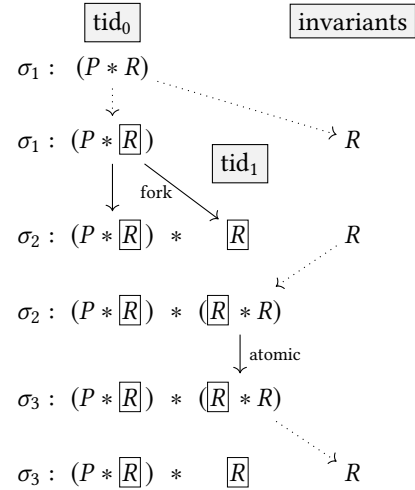 tid₀ invariants
σ₁ : (P ∗ R)
σ₁ : (P ∗ R) R
tid₁
fork
σ₂ : (P ∗ R) ∗ R R
σ₂ : (P ∗ R) ∗ (R ∗ R)
atomic
σ₃ : (P ∗ R) ∗ (R ∗ R)
σ₃ : (P ∗ R) ∗ R R